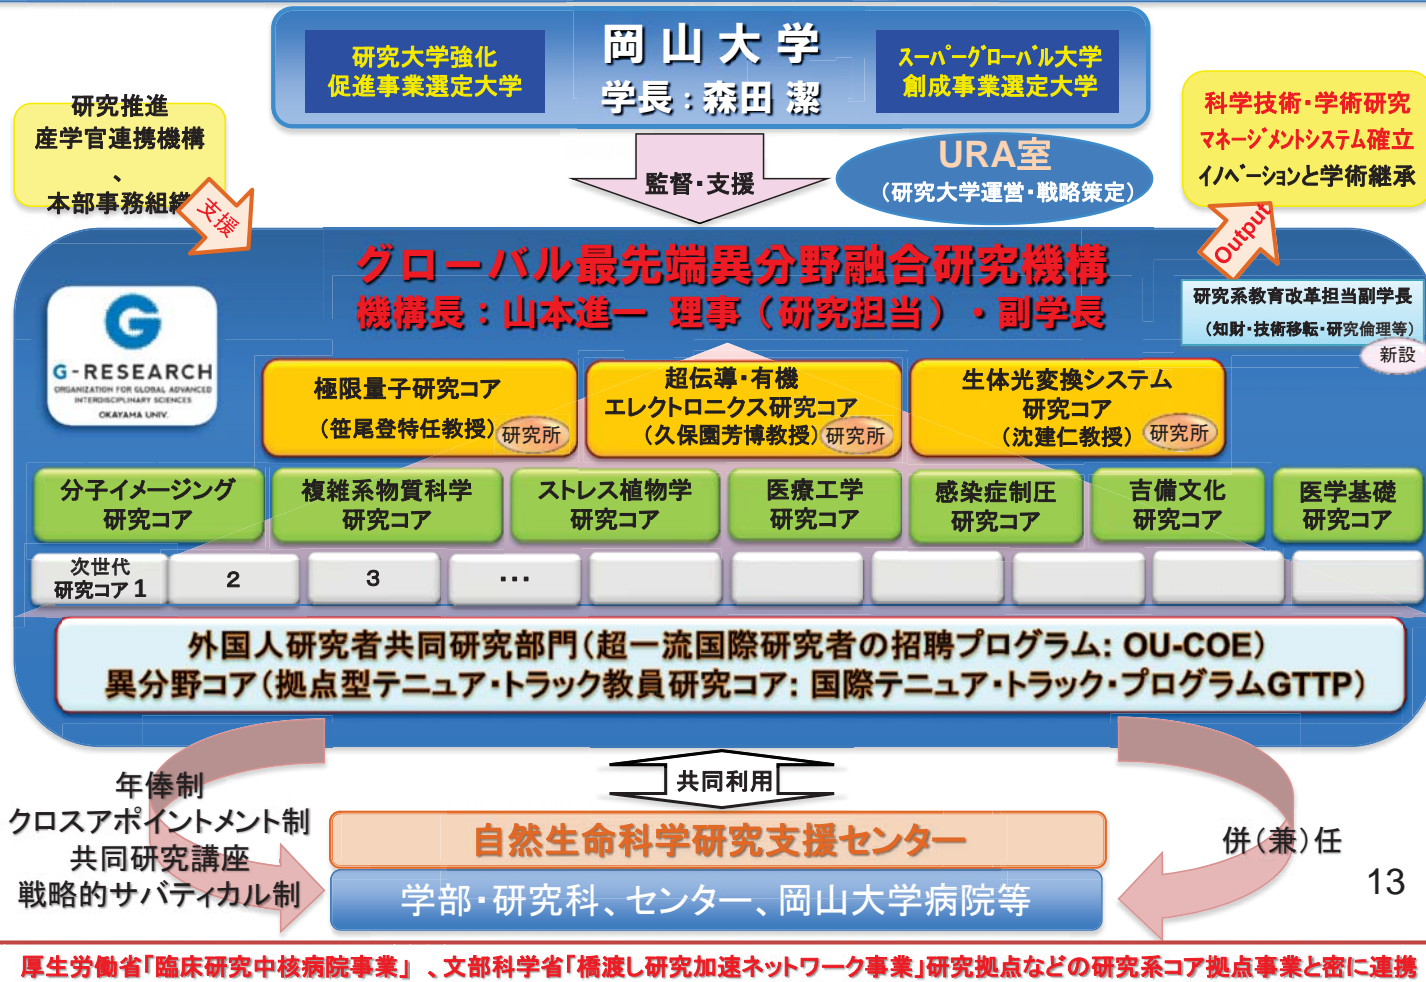 岡山大学
学長：森田 潔
研究大学強化
促進事業選定大学
スーパーグローバル大学
創成事業選定大学
研究推進
産学官連携機構
、
本部事務組織
支援
監督・支援
URA室
（研究大学運営・戦略策定）
科学技術・学術研究
マネージメントシステム確立
イノベーションと学術継承
Output
グローバル最先端異分野融合研究機構
機構長：山本進一 理事（研究担当）・副学長
研究系教育改革担当副学長
（知財・技術移転・研究倫理等）
新設
G-RESEARCH
ORGANIZATION FOR GLOBAL ADVANCED
INTERDISCIPLINARY SCIENCES
OKAYAMA UNIV.
極限量子研究コア
（笹尾登特任教授）
研究所
超伝導・有機
エレクトロニクス研究コア
（久保園芳博教授）
研究所
生体光変換システム
研究コア
（沈建仁教授）
研究所
分子イメージング
研究コア
複雑系物質科学
研究コア
ストレス植物学
研究コア
医療工学
研究コア
感染症制圧
研究コア
吉備文化
研究コア
医学基礎
研究コア
次世代
研究コア１
2
3
…
外国人研究者共同研究部門（超一流国際研究者の招聘プログラム: OU-COE）
異分野コア（拠点型テニュア・トラック教員研究コア: 国際テニュア・トラック・プログラムGTTP）
年俸制
クロスアポイントメント制
共同研究講座
戦略的サバティカル制
共同利用
自然生命科学研究支援センター
学部・研究科、センター、岡山大学病院等
併（兼）任
13
厚生労働省「臨床研究中核病院事業」 、文部科学省「橋渡し研究加速ネットワーク事業」研究拠点などの研究系コア拠点事業と密に連携